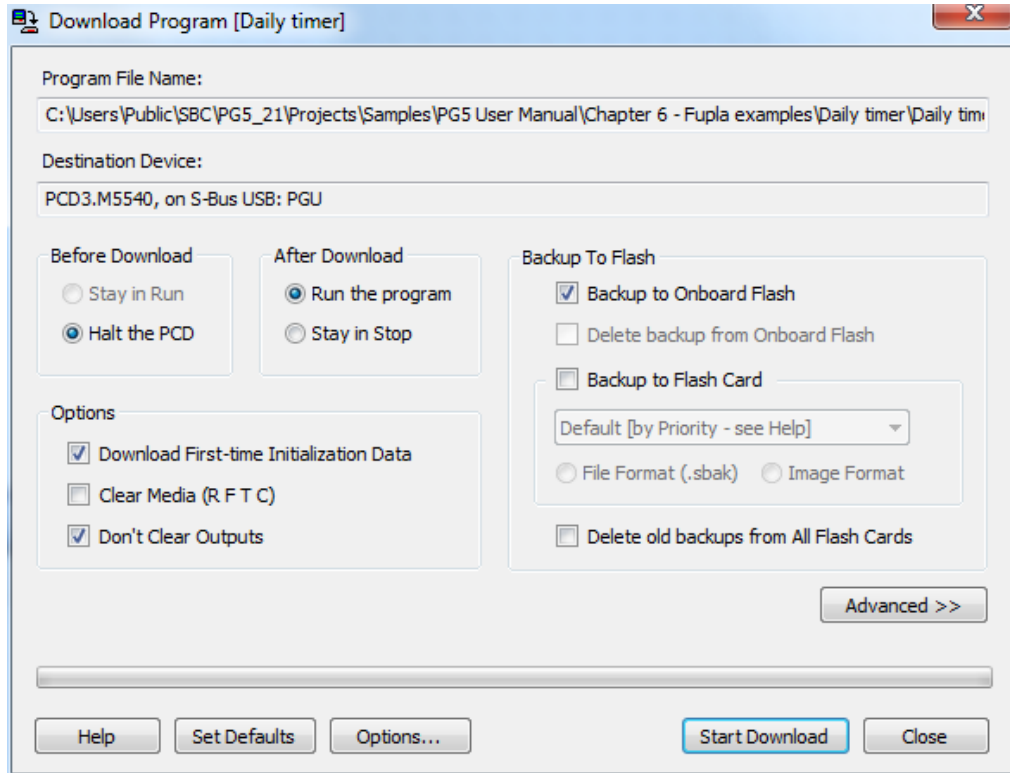 Download Program [Daily timer]
Program File Name:
C:\Users\Public\SBC\PG5_21\Projects\Samples\PG5 User Manual\Chapter 6 - Fupla examples\Daily timer\Daily
Destination Device:
PCD3.M5540, on S-Bus USB: PGU
Before Download
Stay in Run
Halt the PCD
After Download
Run the program
Stay in Stop
Options
Download First-time Initialization Data
Clear Media (R F T C)
Don't Clear Outputs
Backup To Flash
Backup to Onboard Flash
Delete backup from Onboard Flash
Backup to Flash Card
Default [by Priority - see Help]
File Format (.sbak) Image Format
Delete old backups from All Flash Cards
Advanced >>
Help Set Defaults Options... Start Download Close